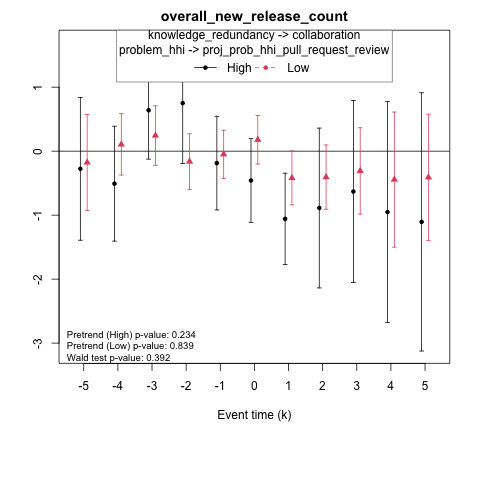 overall_new_release_count
knowledge_redundancy -> collaboration
problem_hhi -> proj_prob_hhi_pull_request_review
High Low
1
0
-1
-2
-3
Pretrend (High) p-value: 0.234
Pretrend (Low) p-value: 0.839
Wald test p-value: 0.392
-5 -4 -3 -2 -1 0 1 2 3 4 5
Event time (k)